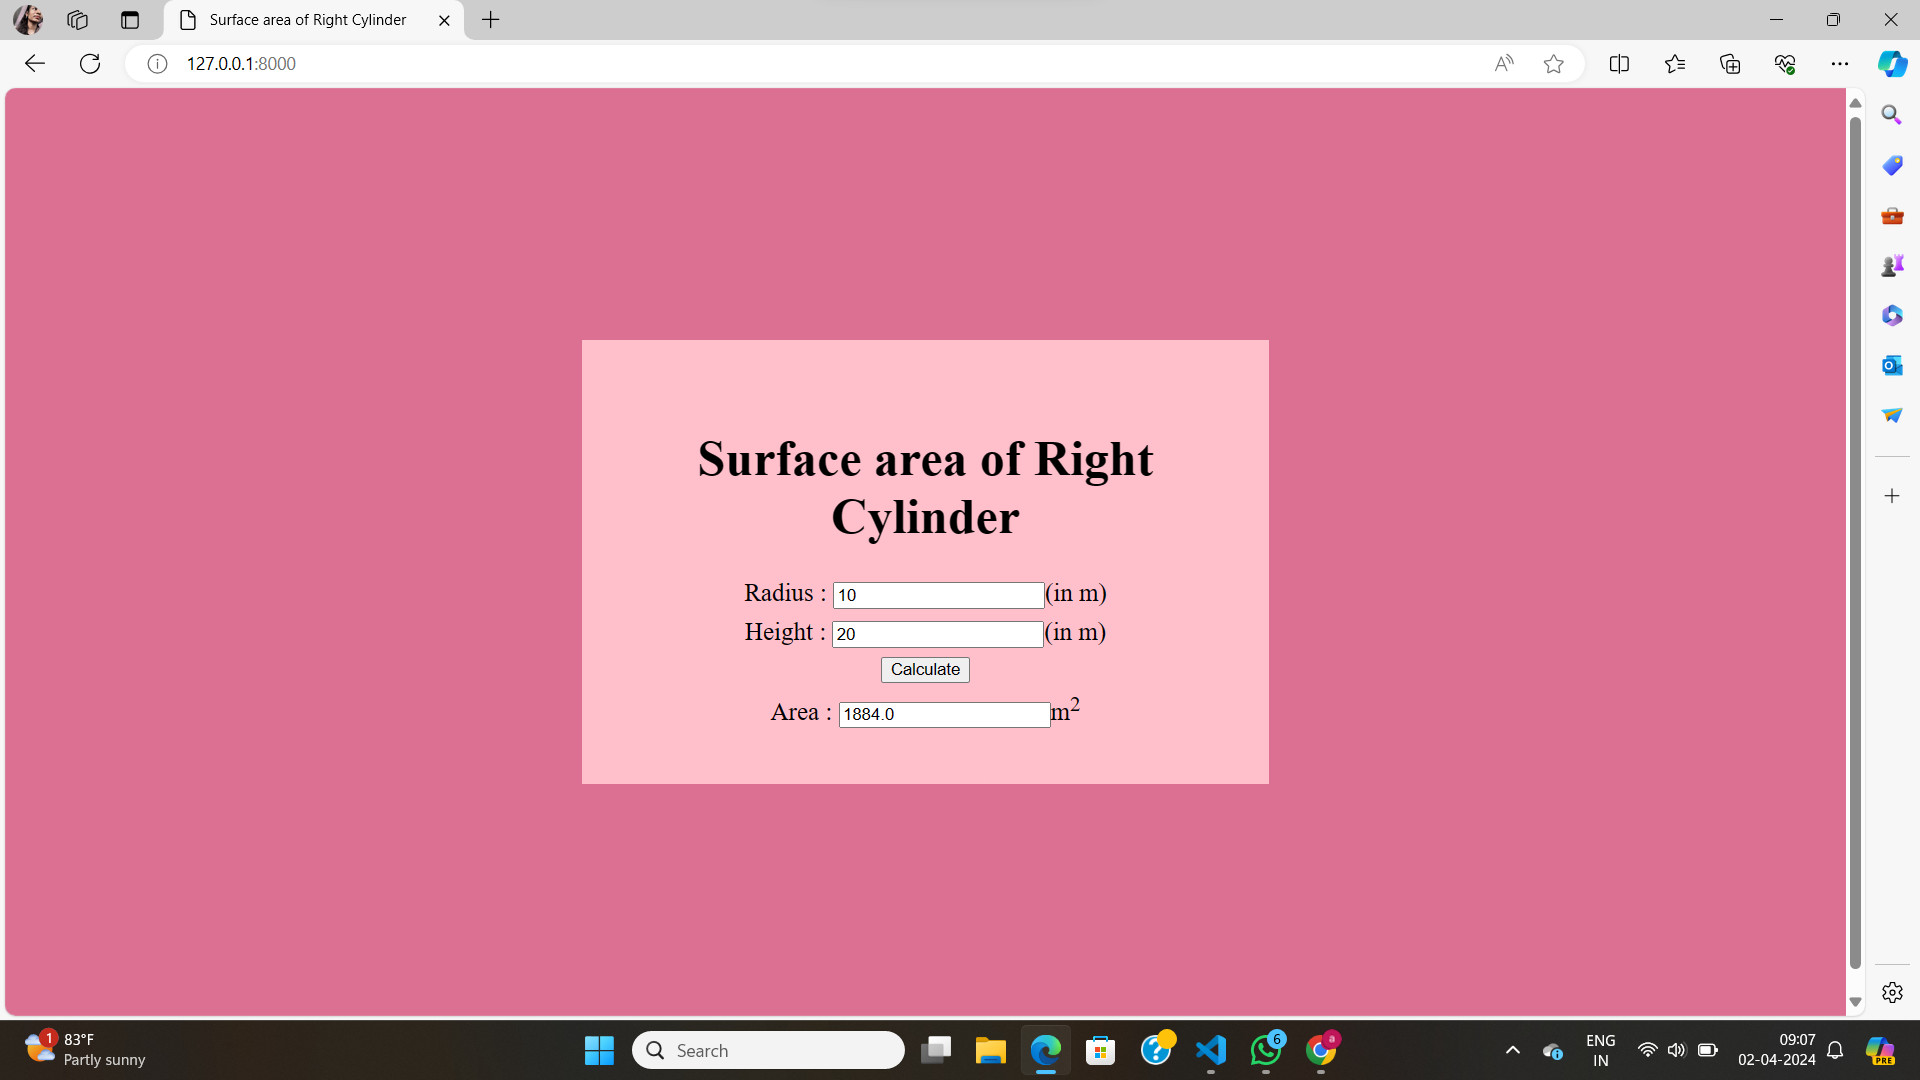 Surface area of Right Cylinder
127.0.0.1:8000
Surface area of Right
Cylinder
Radius : 10 (in m)
Height : 20 (in m)
Calculate
Area : 1884.0 m²
1
83°F
Partly sunny
Search
6
a
ENG
IN
09:07
02-04-2024
PRE